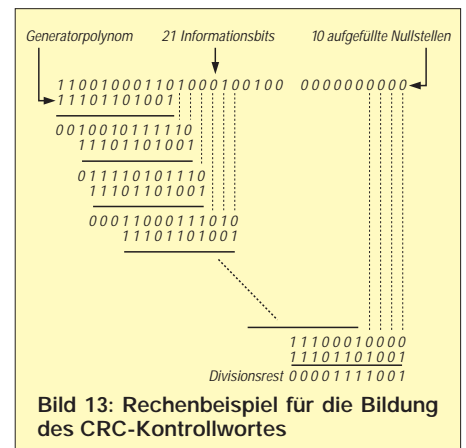 Generatorpolynom 21 Informationsbits 10 aufgefüllte Nullstellen
110010001101000100100 0000000000
11101101001
0010010111110
11101101001
011110101110
11101101001
00011000111010
11101101001
11100010000
11101101001
Divisionsrest 00001111001
Bild 13: Rechenbeispiel für die Bildung
des CRC-Kontrollwortes